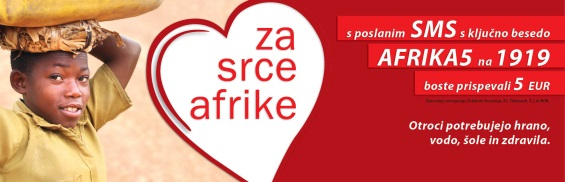 za
srce
afrike
s poslanim SMS s ključno besedo
AFRIKA5 na 1919
boste prispevali 5 EUR
Otroci potrebujejo hrano,
vodo, šole in zdravila.